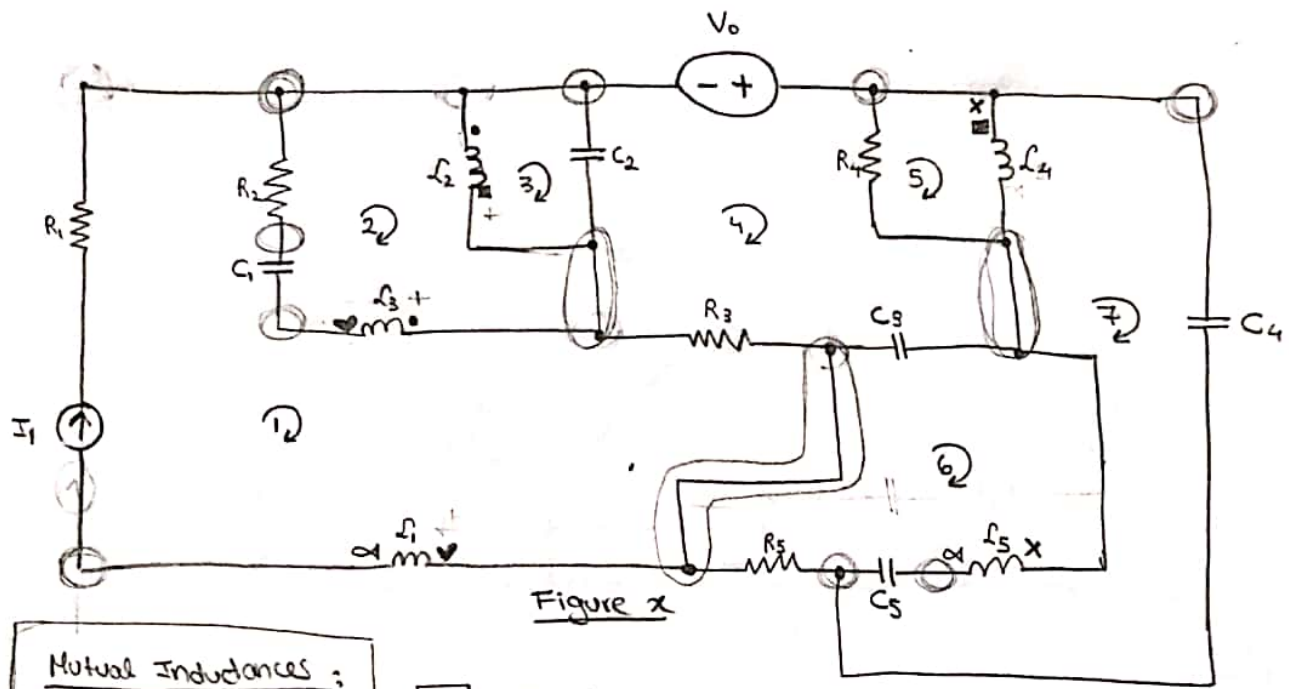 V₀
- +
x
R₂
L₂
3
C₂
R₄
5
L₄
R₁
2
4
+
C₁
L₃ +
R₃
C₃
7
C₄
I₁
1
6
∝ L₁
R₅
∝ L₅ x
C₅
Figure x
Mutual Inductances ;